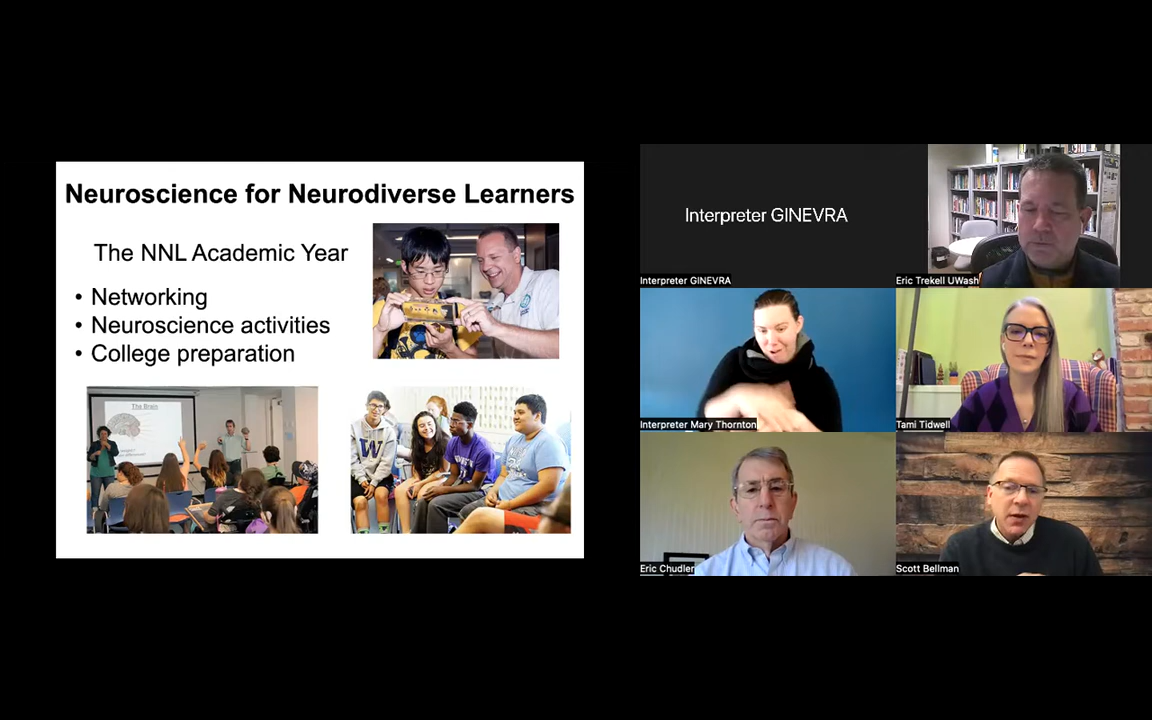 Neuroscience for Neurodiverse Learners
The NNL Academic Year
• Networking
• Neuroscience activities
• College preparation
The Brain
W
Interpreter GINEVRA
Interpreter GINEVRA
Eric Trekell UWash
Interpreter Mary Thornton
Tami Tidwell
Eric Chudler
Scott Bellman